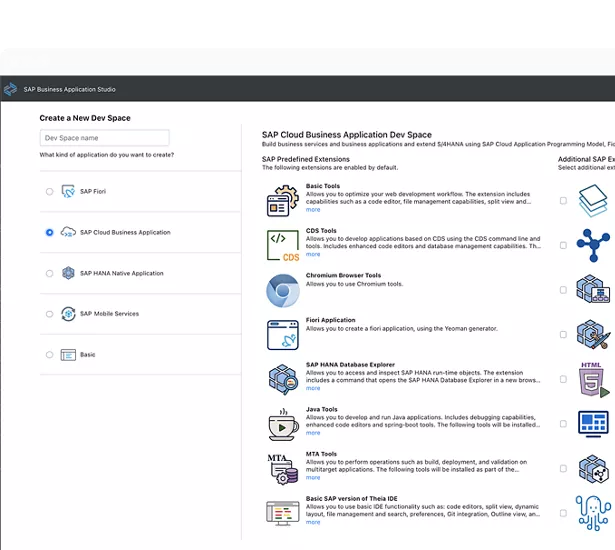 SAP Business Application Studio
Create a New Dev Space
Dev Space name
What kind of application do you want to create?
SAP Fiori
SAP Cloud Business Application
SAP HANA Native Application
SAP Mobile Services
Basic
SAP Cloud Business Application Dev Space
Build business services and business applications and extend S/4HANA using SAP Cloud Application Programming Model, Fio
SAP Predefined Extensions
The following extensions are enabled by default.
Basic Tools
Allows you to optimize your web development workflow. The extension includes
capabilities such as a code editor, file management capabilities, split view and...
more
CDS Tools
Allows you to develop applications based on CDS using the CDS command line and
tools. Includes enhanced code editors and database management capabilities. Th...
more
</> CDS
Chromium Browser Tools
Allows you to use Chromium tools.
Fiori Application
Allows you to create a fiori application, using the Yeoman generator.
SAP HANA Database Explorer
Allows you to access and inspect SAP HANA run-time objects. The extension
includes a command that opens the SAP HANA Database Explorer in a new brows...
more
Java Tools
Allows you to develop and run Java applications. Includes debugging capabilities,
enhanced code editors and spring-boot tools. The following tools will be installed...
more
MTA
MTA Tools
Allows you to perform operations such as build, deployment, and validation on
multitarget applications. The following tools will be installed as part of the...
more
Basic SAP version of Theia IDE
Allows you to use basic IDE functionality such as: code editors, split view, dynamic
layout, file management and search, preferences, Git integration, Outline view, an...
more
Additional SAP Ex
Select additional ext
HTML
5